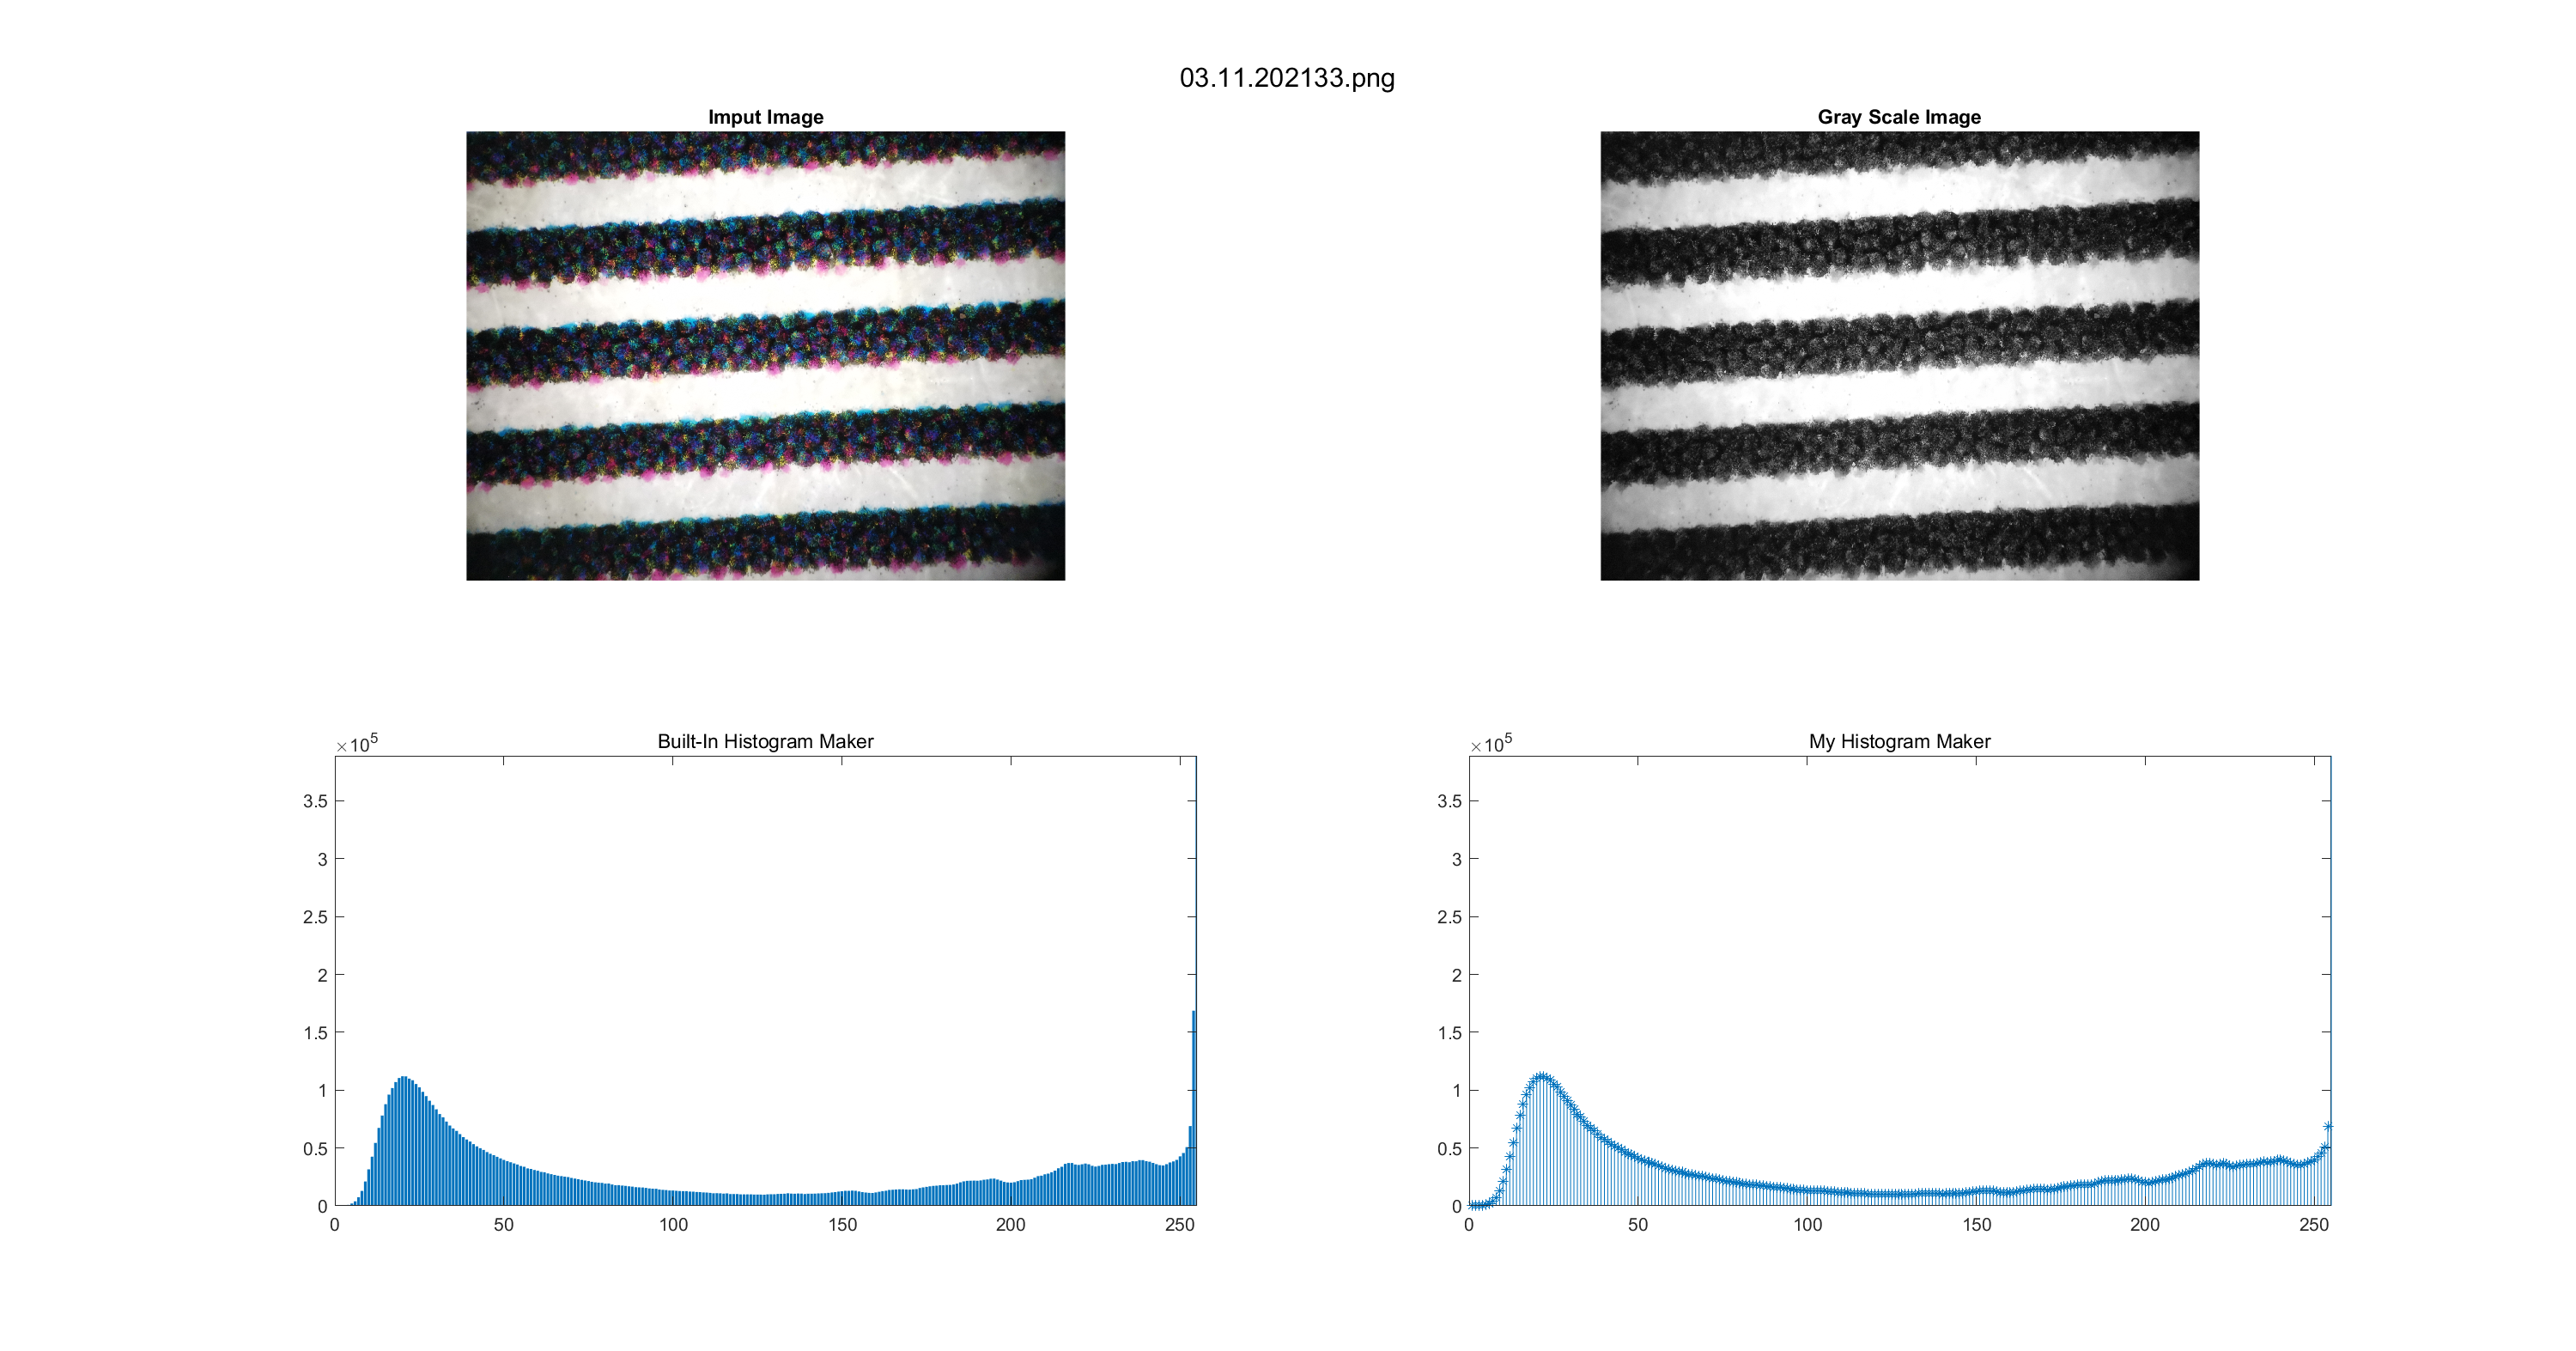 03.11.202133.png
Imput Image
Gray Scale Image
Built-In Histogram Maker
×10^5
3.5
3
2.5
2
1.5
1
0.5
0
0 50 100 150 200 250
My Histogram Maker
×10^5
3.5
3
2.5
2
1.5
1
0.5
0
0 50 100 150 200 250